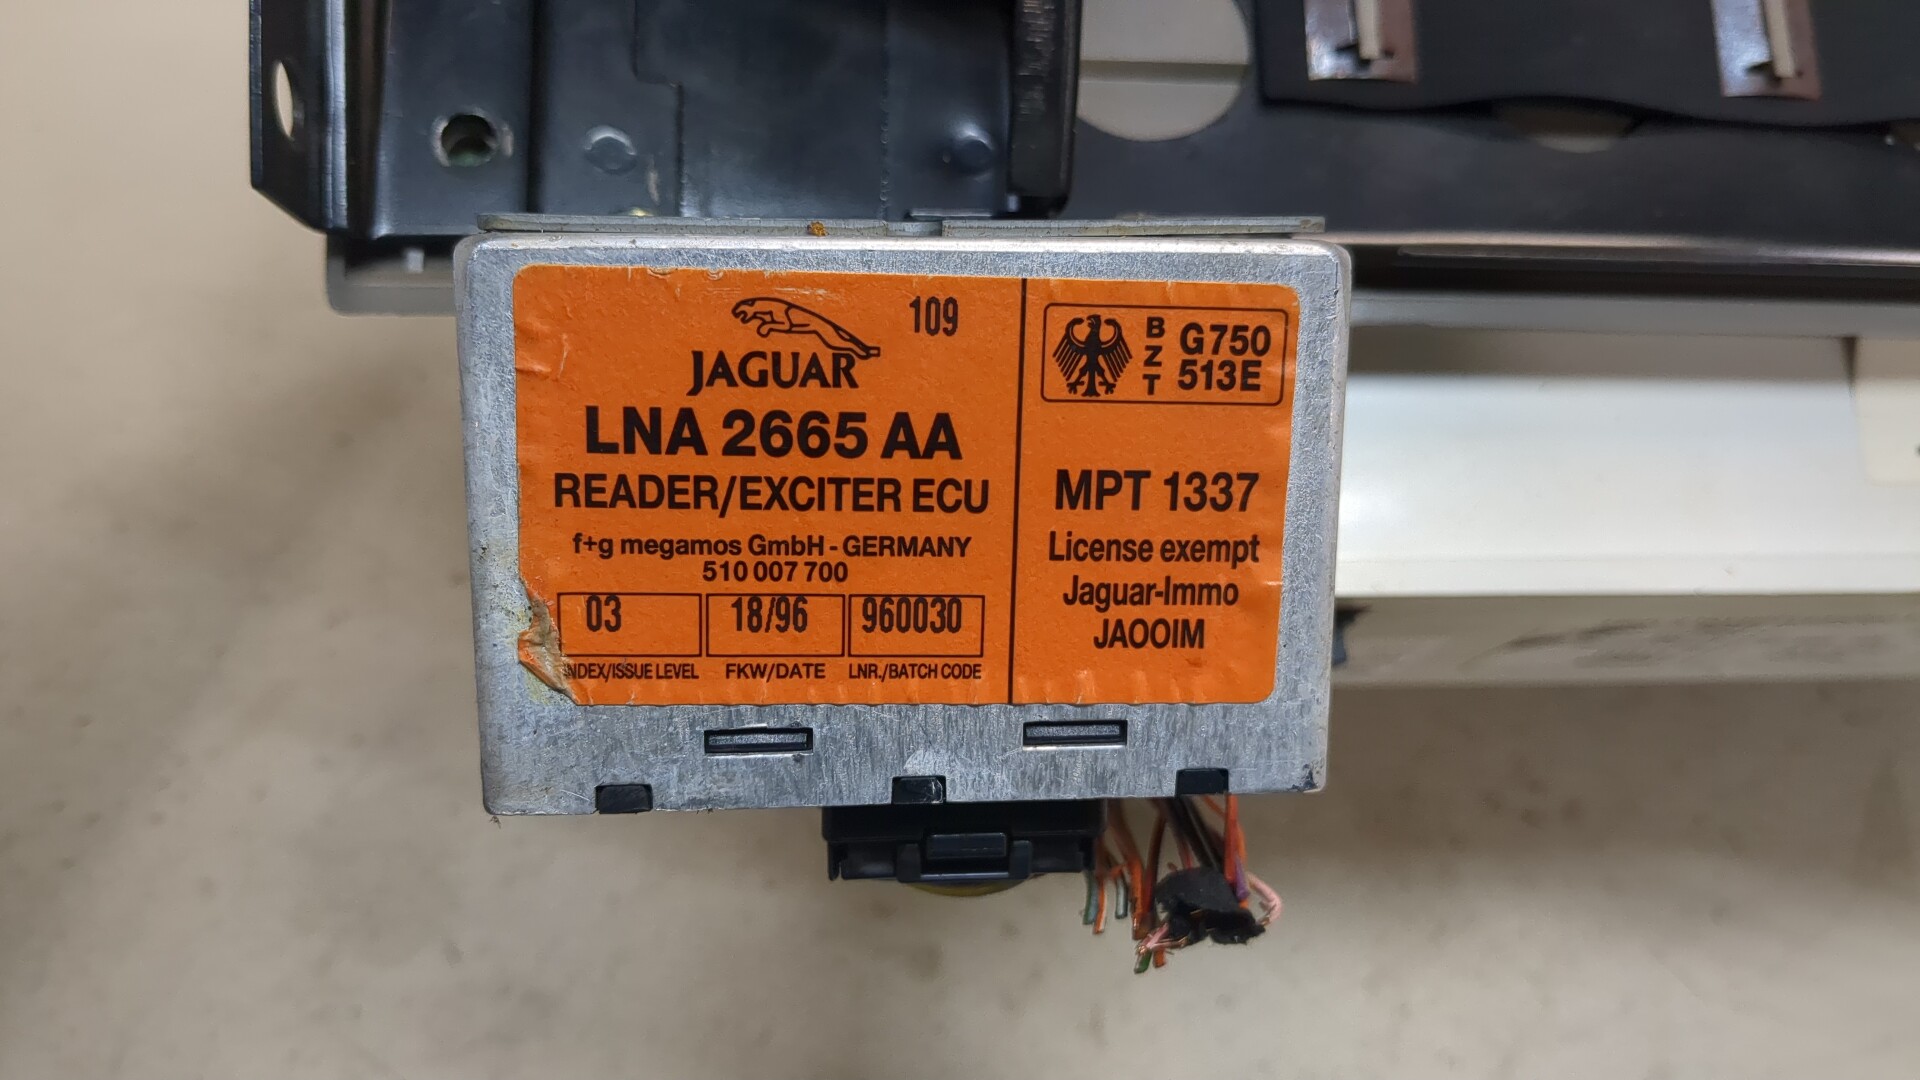 109
JAGUAR
LNA 2665 AA
READER/EXCITER ECU
f+g megamos GmbH - GERMANY
510 007 700
03 18/96 960030
INDEX/ISSUE LEVEL FKW/DATE LNR./BATCH CODE
BZT
G750
513E
MPT 1337
License exempt
Jaguar-Immo
JAOOIM